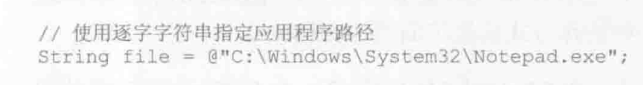 // 使用逐字字符串指定应用程序路径
String file = @"C:\Windows\System32\Notepad.exe";